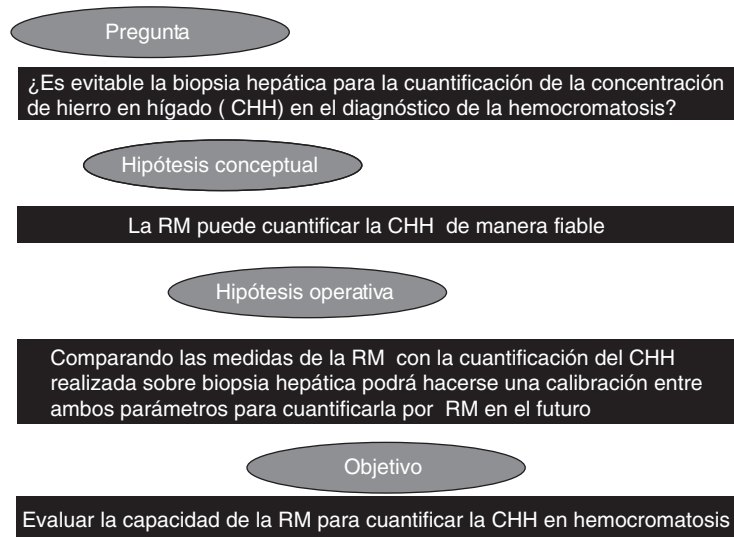 Pregunta
¿Es evitable la biopsia hepática para la cuantificación de la concentración
de hierro en hígado ( CHH) en el diagnóstico de la hemocromatosis?
Hipótesis conceptual
La RM puede cuantificar la CHH de manera fiable
Hipótesis operativa
Comparando las medidas de la RM con la cuantificación del CHH
realizada sobre biopsia hepática podrá hacerse una calibración entre
ambos parámetros para cuantificarla por RM en el futuro
Objetivo
Evaluar la capacidad de la RM para cuantificar la CHH en hemocromatosis